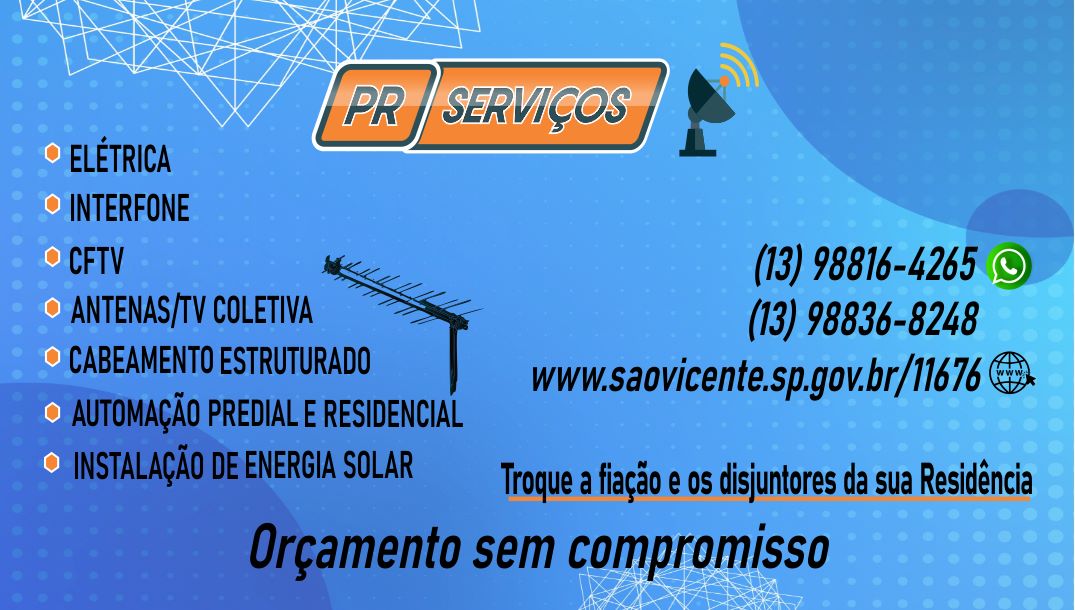 PR SERVIÇOS
ELÉTRICA
INTERFONE
CFTV
ANTENAS/TV COLETIVA
CABEAMENTO ESTRUTURADO
AUTOMAÇÃO PREDIAL E RESIDENCIAL
INSTALAÇÃO DE ENERGIA SOLAR
(13) 98816-4265
(13) 98836-8248
www.saovicente.sp.gov.br/11676
WWW.
Troque a fiação e os disjuntores da sua Residência
Orçamento sem compromisso